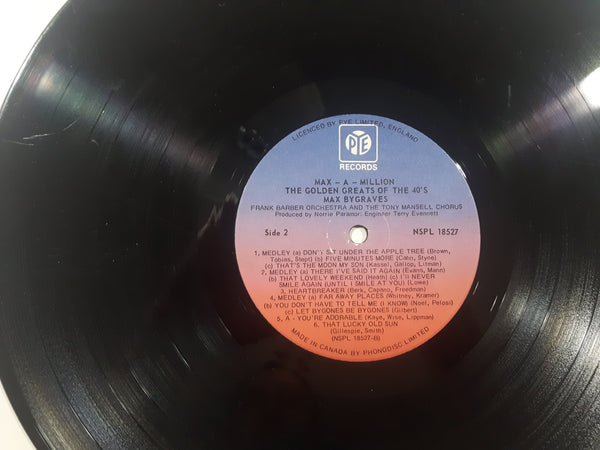 LICENCED BY PYE LIMITED, ENGLAND
PYE
RECORDS
MAX – A – MILLION
THE GOLDEN GREATS OF THE 40'S
MAX BYGRAVES
FRANK BARBER ORCHESTRA AND THE TONY MANSELL CHORUS
Produced by Norrie Paramor: Engineer Terry Evennett
Side 2
NSPL 18527
1. MEDLEY (a) DON'T SIT UNDER THE APPLE TREE (Brown,
Tobias, Stept) (b) FIVE MINUTES MORE (Cahn, Styne)
(c) THAT'S THE MOON MY SON (Kassel, Gallop, Litman)
2. MEDLEY (a) THERE I'VE SAID IT AGAIN (Evans, Mann)
(b) THAT LOVELY WEEKEND (Heath) (c) I'LL NEVER
SMILE AGAIN (UNTIL I SMILE AT YOU) (Lowe)
3. HEARTBREAKER (Berk, Capano, Freedman)
4. MEDLEY (a) FAR AWAY PLACES (Whitney, Kramer)
(b) YOU DON'T HAVE TO TELL ME (I KNOW) (Noel, Pelosi)
(c) LET BYGONES BE BYGONES (Gilbert)
5. A - YOU'RE ADORABLE (Kaye, Wise, Lippman)
6. THAT LUCKY OLD SUN
(Gillespie, Smith)
(NSPL 18527-B)
MADE IN CANADA BY PHONODISC LIMITED